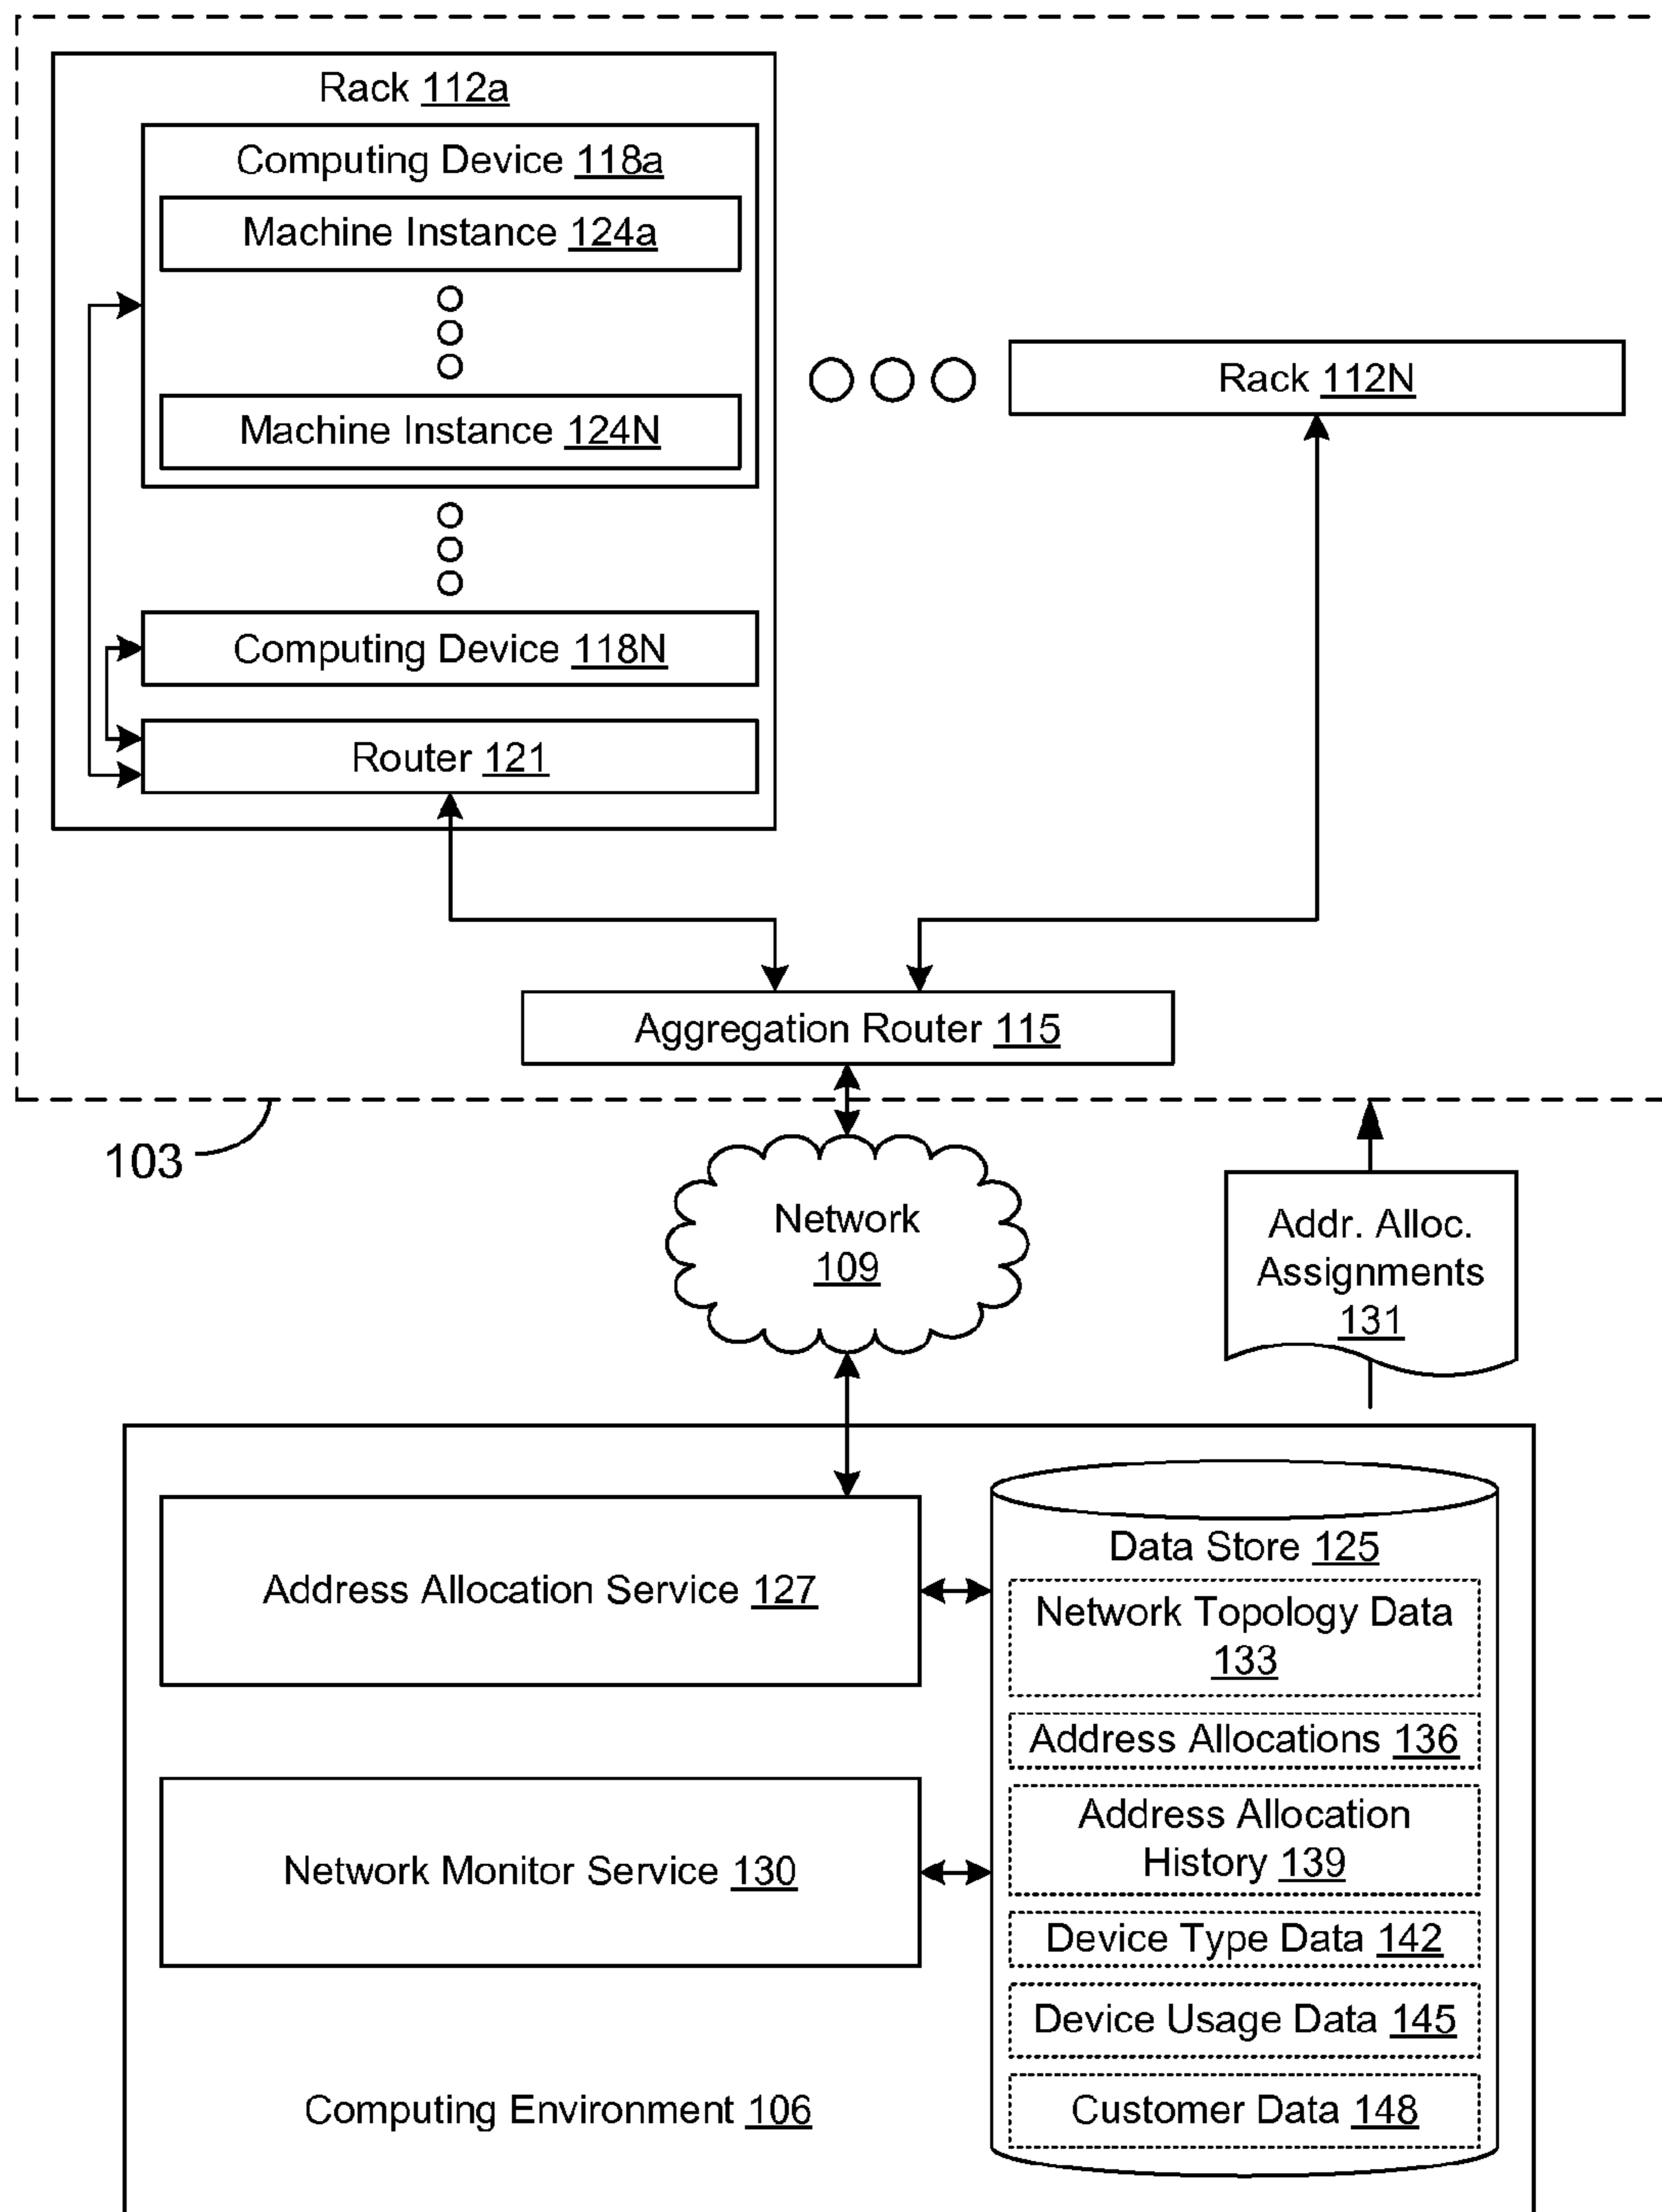 Rack 112a
Computing Device 118a
Machine Instance 124a
Machine Instance 124N
Rack 112N
Computing Device 118N
Router 121
Aggregation Router 115
103
Network
109
Addr. Alloc.
Assignments
131
Address Allocation Service 127
Network Monitor Service 130
Computing Environment 106
Data Store 125
Network Topology Data
133
Address Allocations 136
Address Allocation
History 139
Device Type Data 142
Device Usage Data 145
Customer Data 148